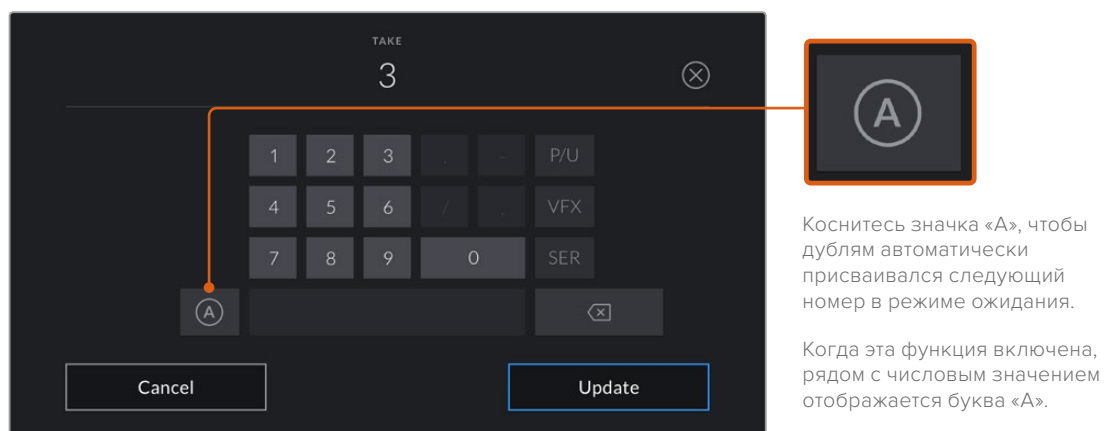 TAKE
3
1 2 3 . - P/U
4 5 6 / , VFX
7 8 9 0 SER
A
Cancel Update
A
Коснитесь значка «А», чтобы
дублям автоматически
присваивался следующий
номер в режиме ожидания.
Когда эта функция включена,
рядом с числовым значением
отображается буква «А».